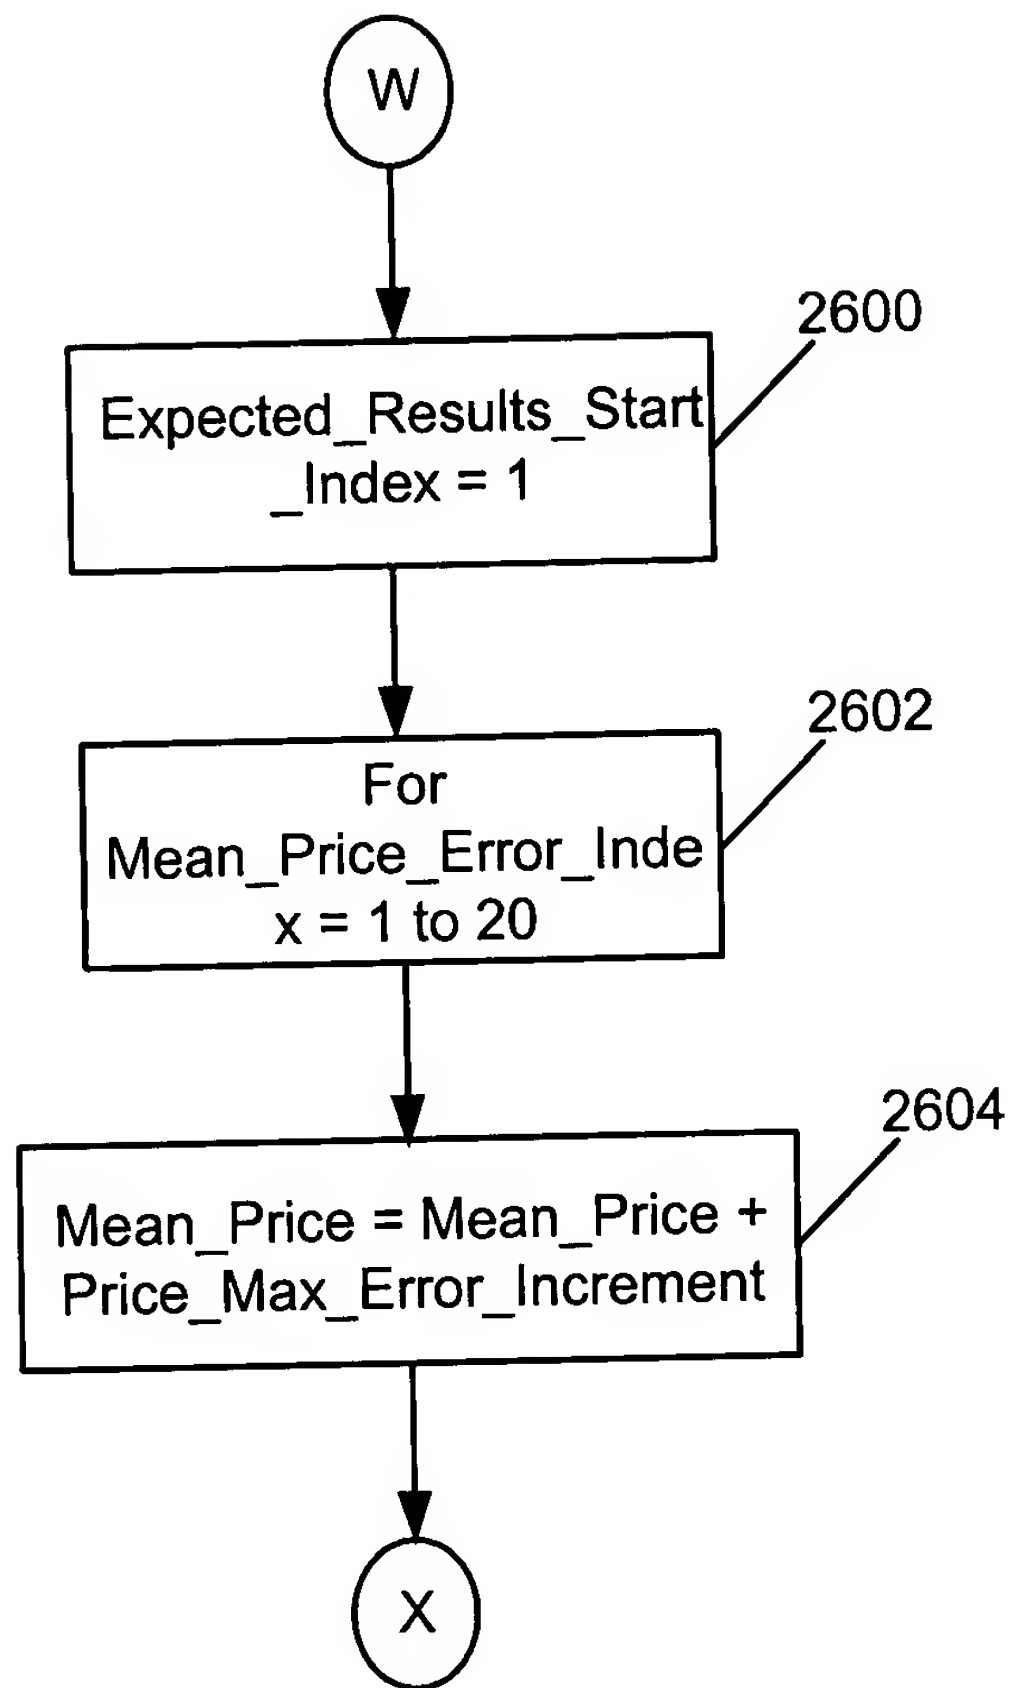 W
2600
Expected_Results_Start
_Index = 1
2602
For
Mean_Price_Error_Inde
x = 1 to 20
2604
Mean_Price = Mean_Price +
Price_Max_Error_Increment
X